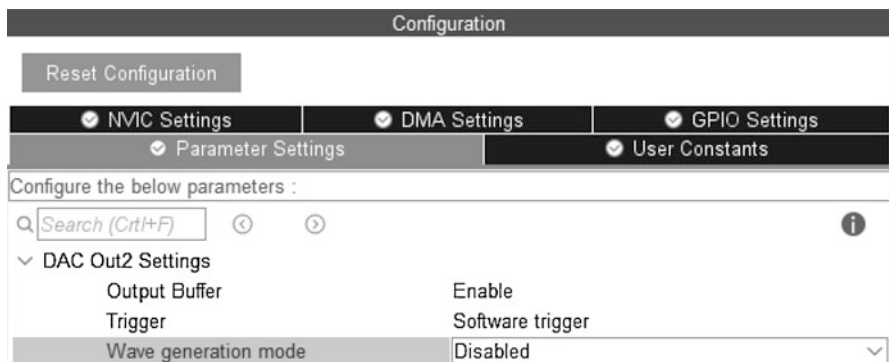 Configuration
Reset Configuration
NVIC Settings DMA Settings GPIO Settings
Parameter Settings User Constants
Configure the below parameters :
Search (Crtl+F)
DAC Out2 Settings
Output Buffer Enable
Trigger Software trigger
Wave generation mode Disabled